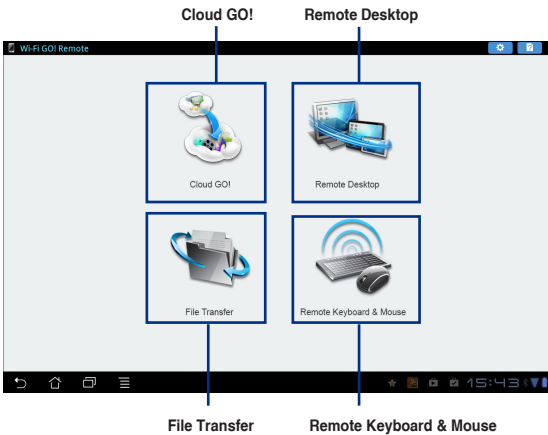 Cloud GO! Remote Desktop
Wi-Fi GO! Remote
Cloud GO! Remote Desktop
File Transfer Remote Keyboard & Mouse
15:43
File Transfer Remote Keyboard & Mouse